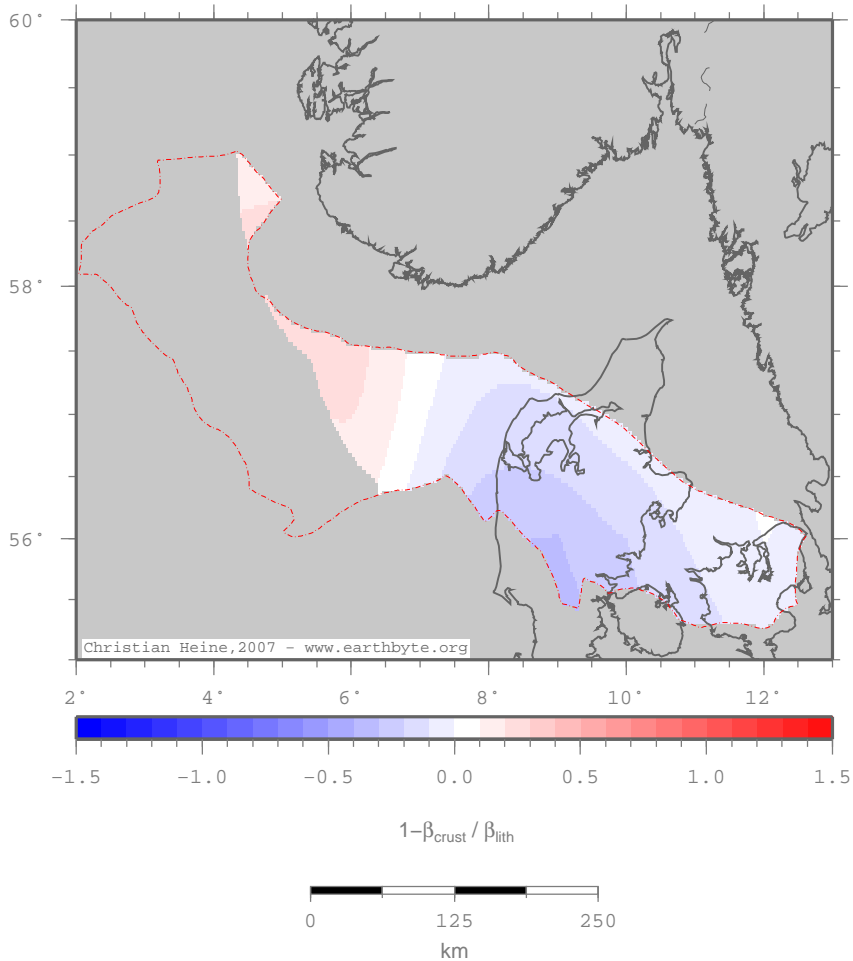 60°
58°
56°
Christian Heine,2007 - www.earthbyte.org
2° 4° 6° 8° 10° 12°
-1.5 -1.0 -0.5 0.0 0.5 1.0 1.5
1-βcrust / βlith
0 125 250
km